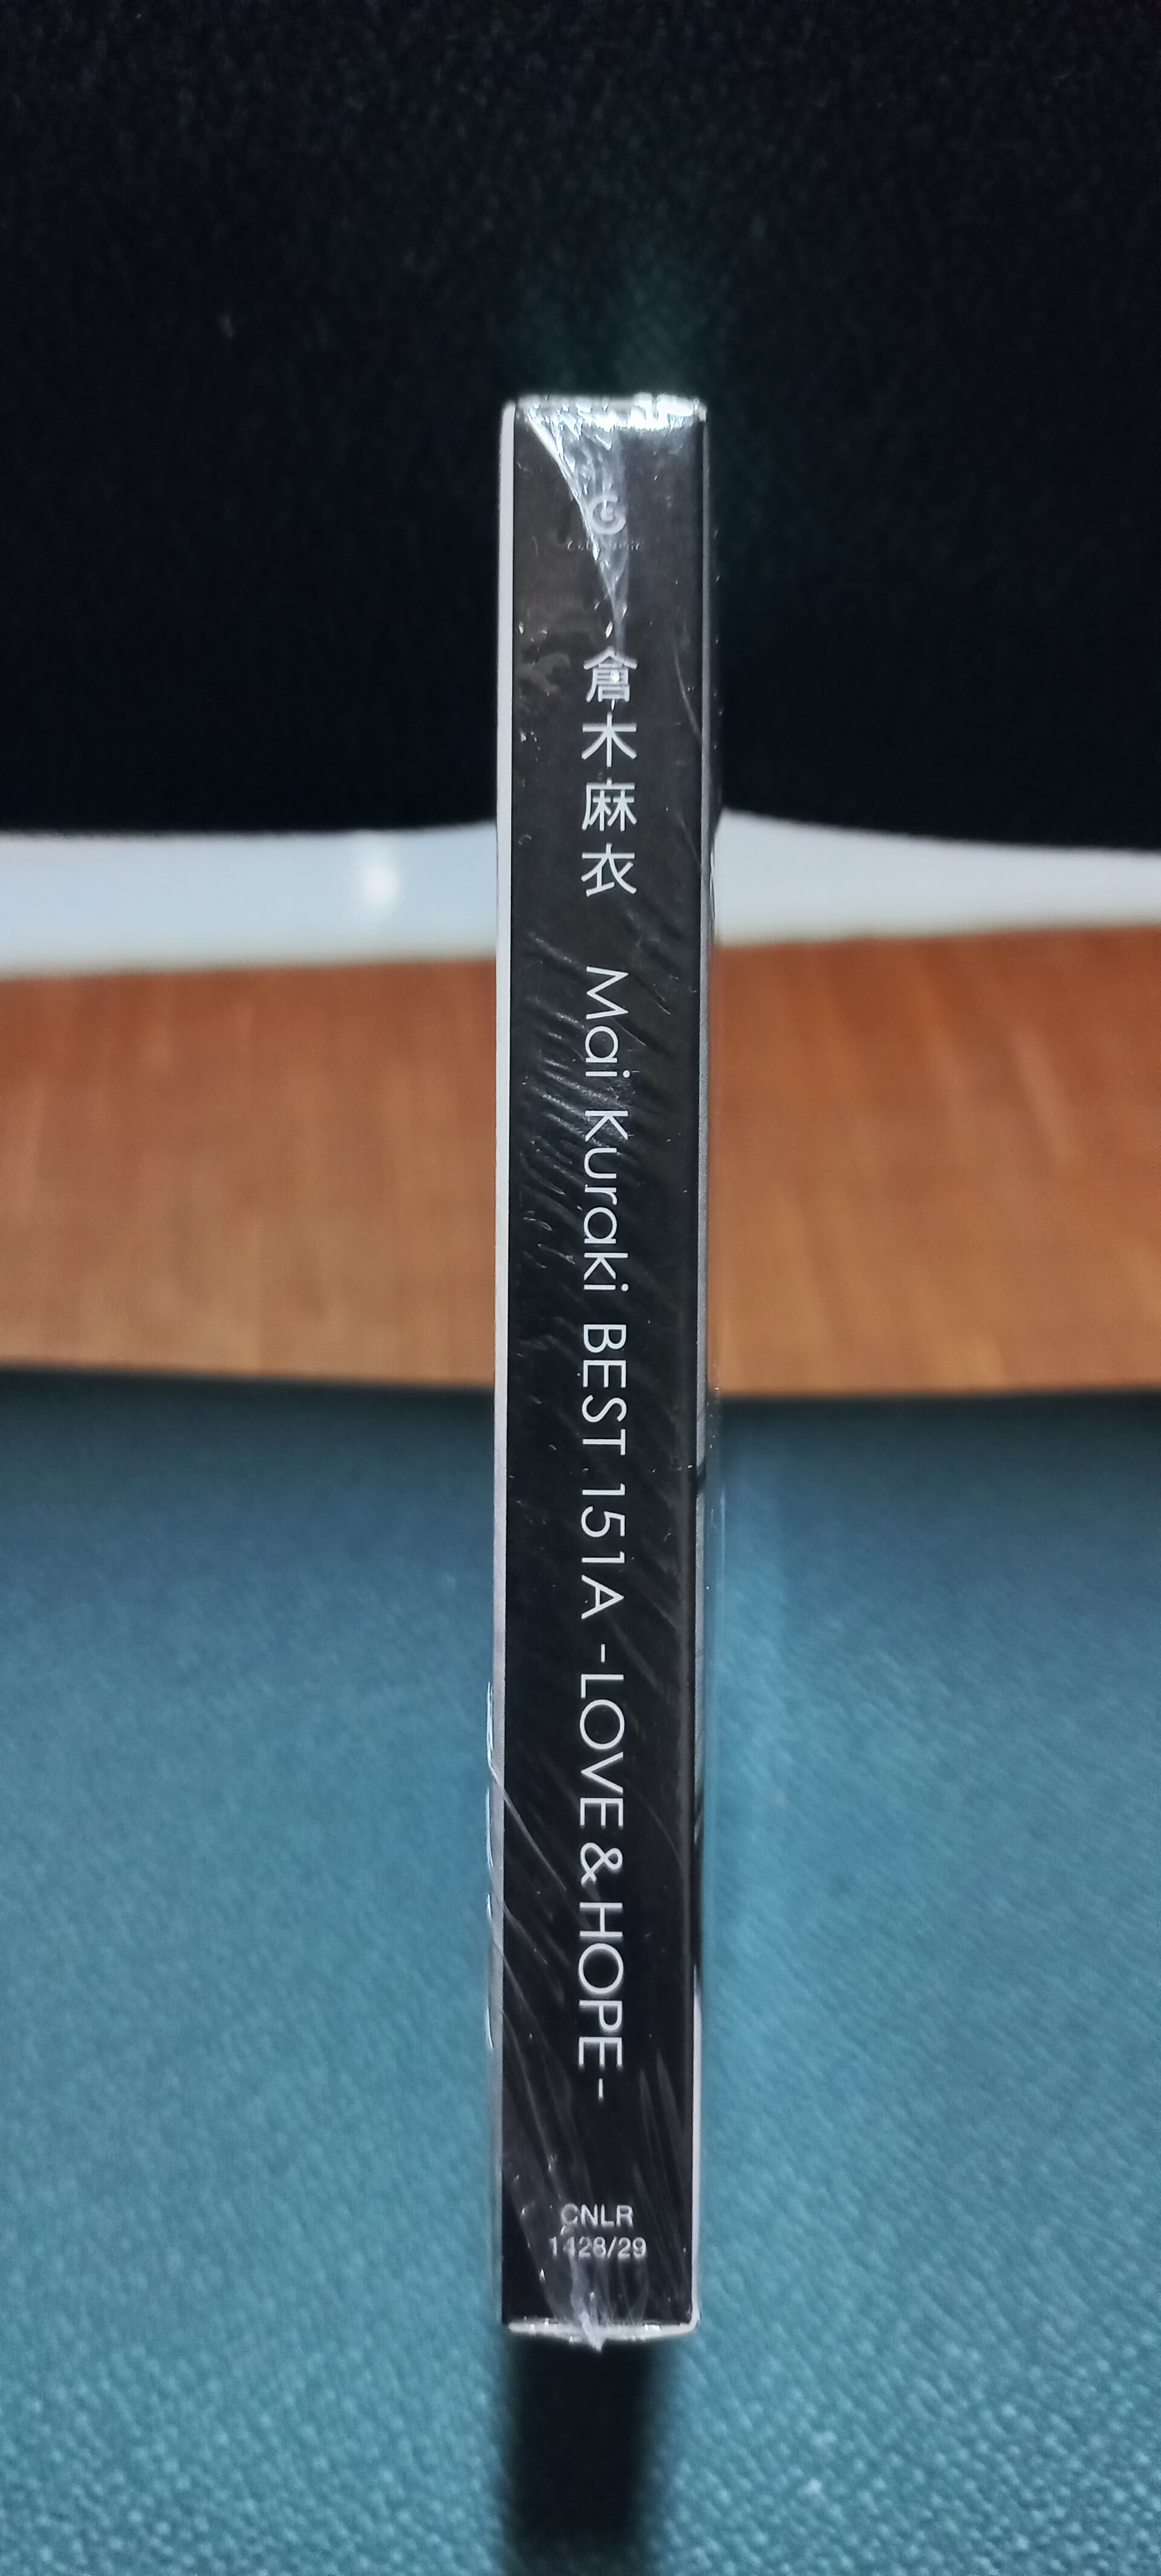 倉木麻衣 Mai Kuraki BEST 151A -LOVE & HOPE-
CNLR
1428/29